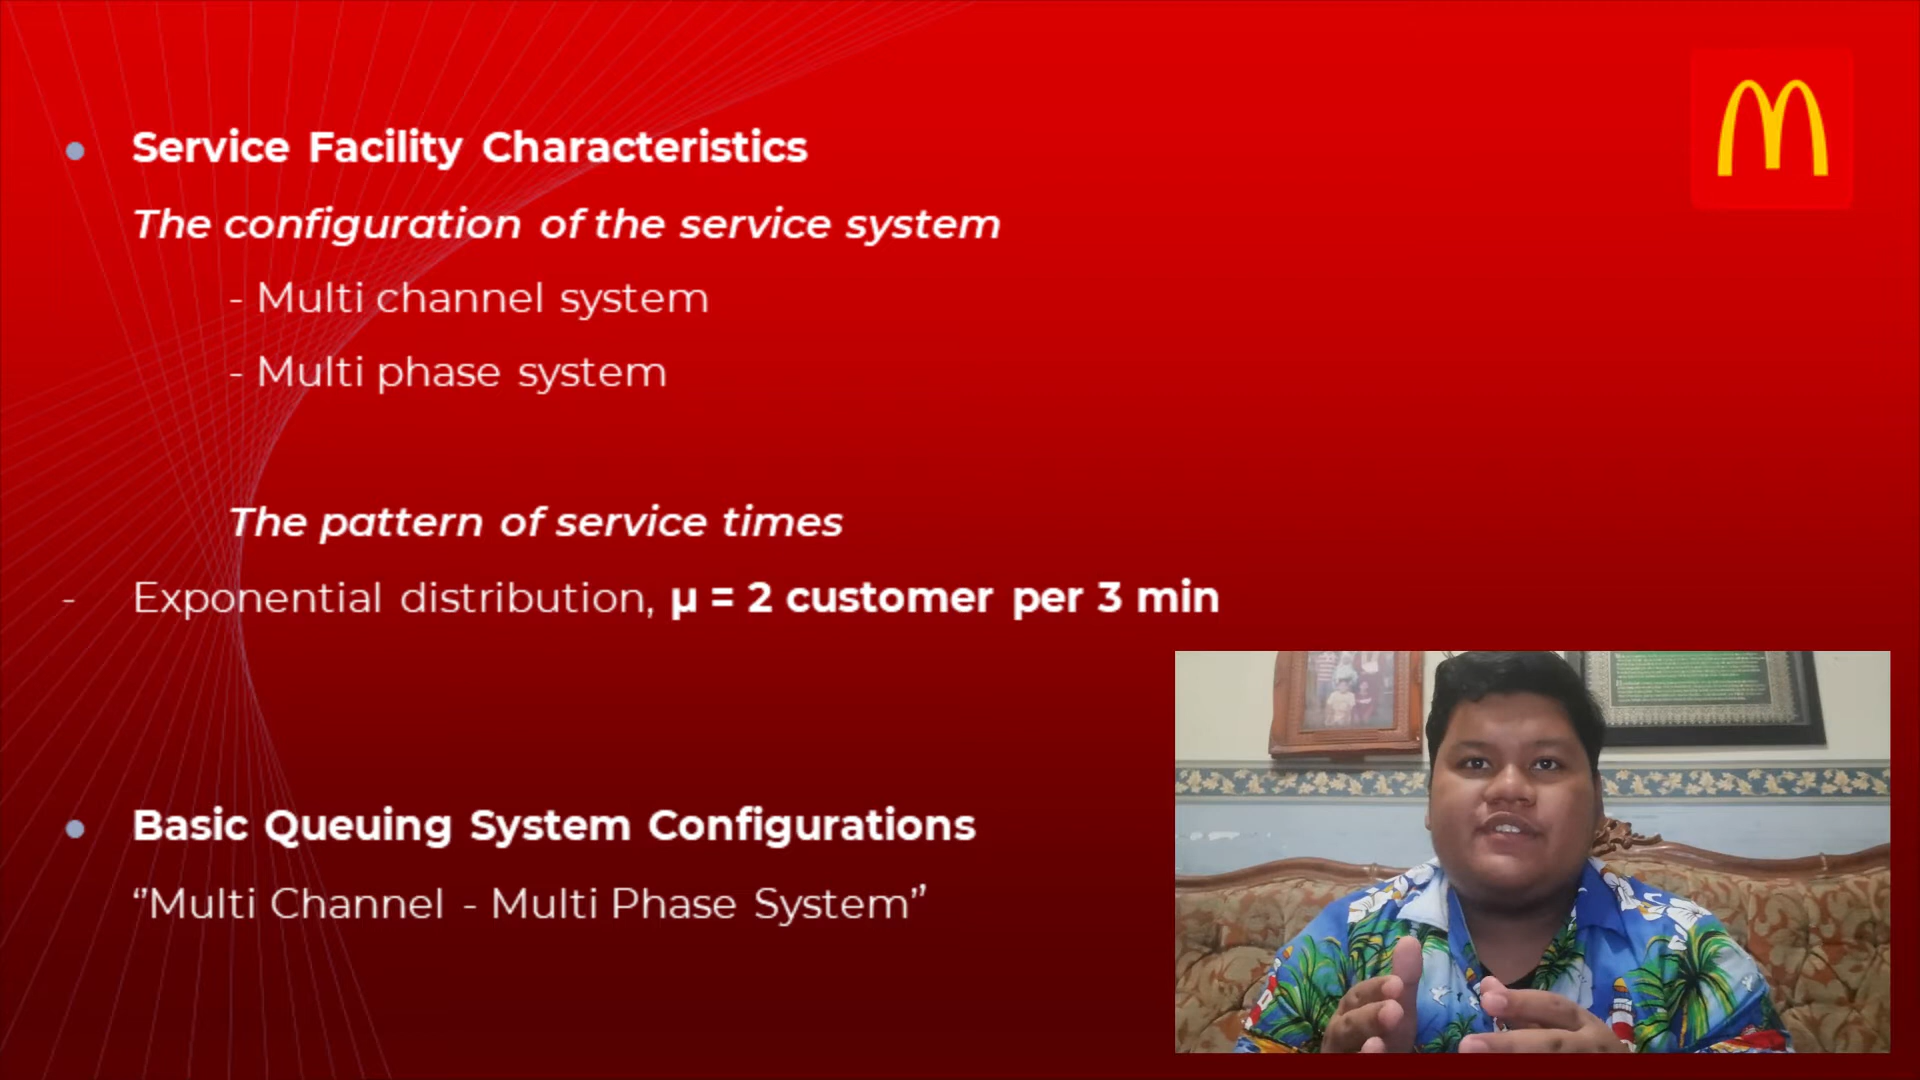 Service Facility Characteristics
The configuration of the service system
- Multi channel system
- Multi phase system
The pattern of service times
- Exponential distribution, μ = 2 customer per 3 min
Basic Queuing System Configurations
“Multi Channel - Multi Phase System”